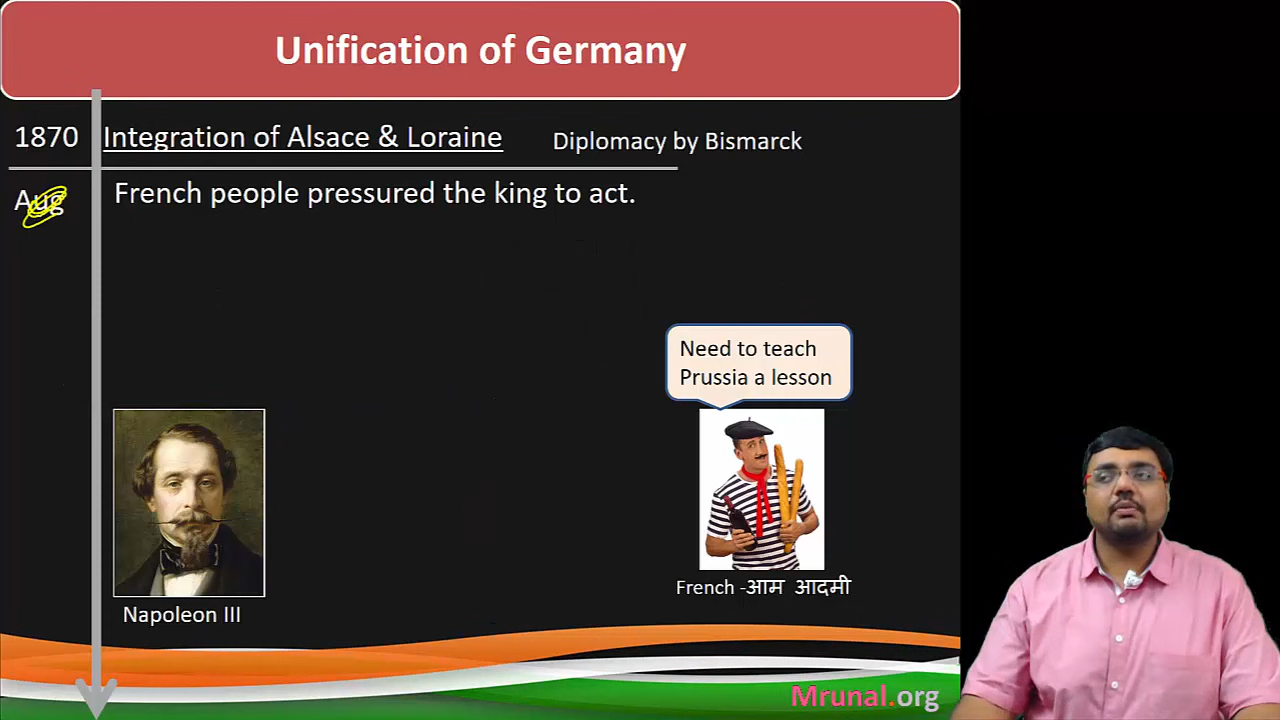 Unification of Germany
1870 Integration of Alsace & Loraine Diplomacy by Bismarck
Aug French people pressured the king to act.
Need to teach
Prussia a lesson
French -आम आदमी
Napoleon III
Mrunal.org